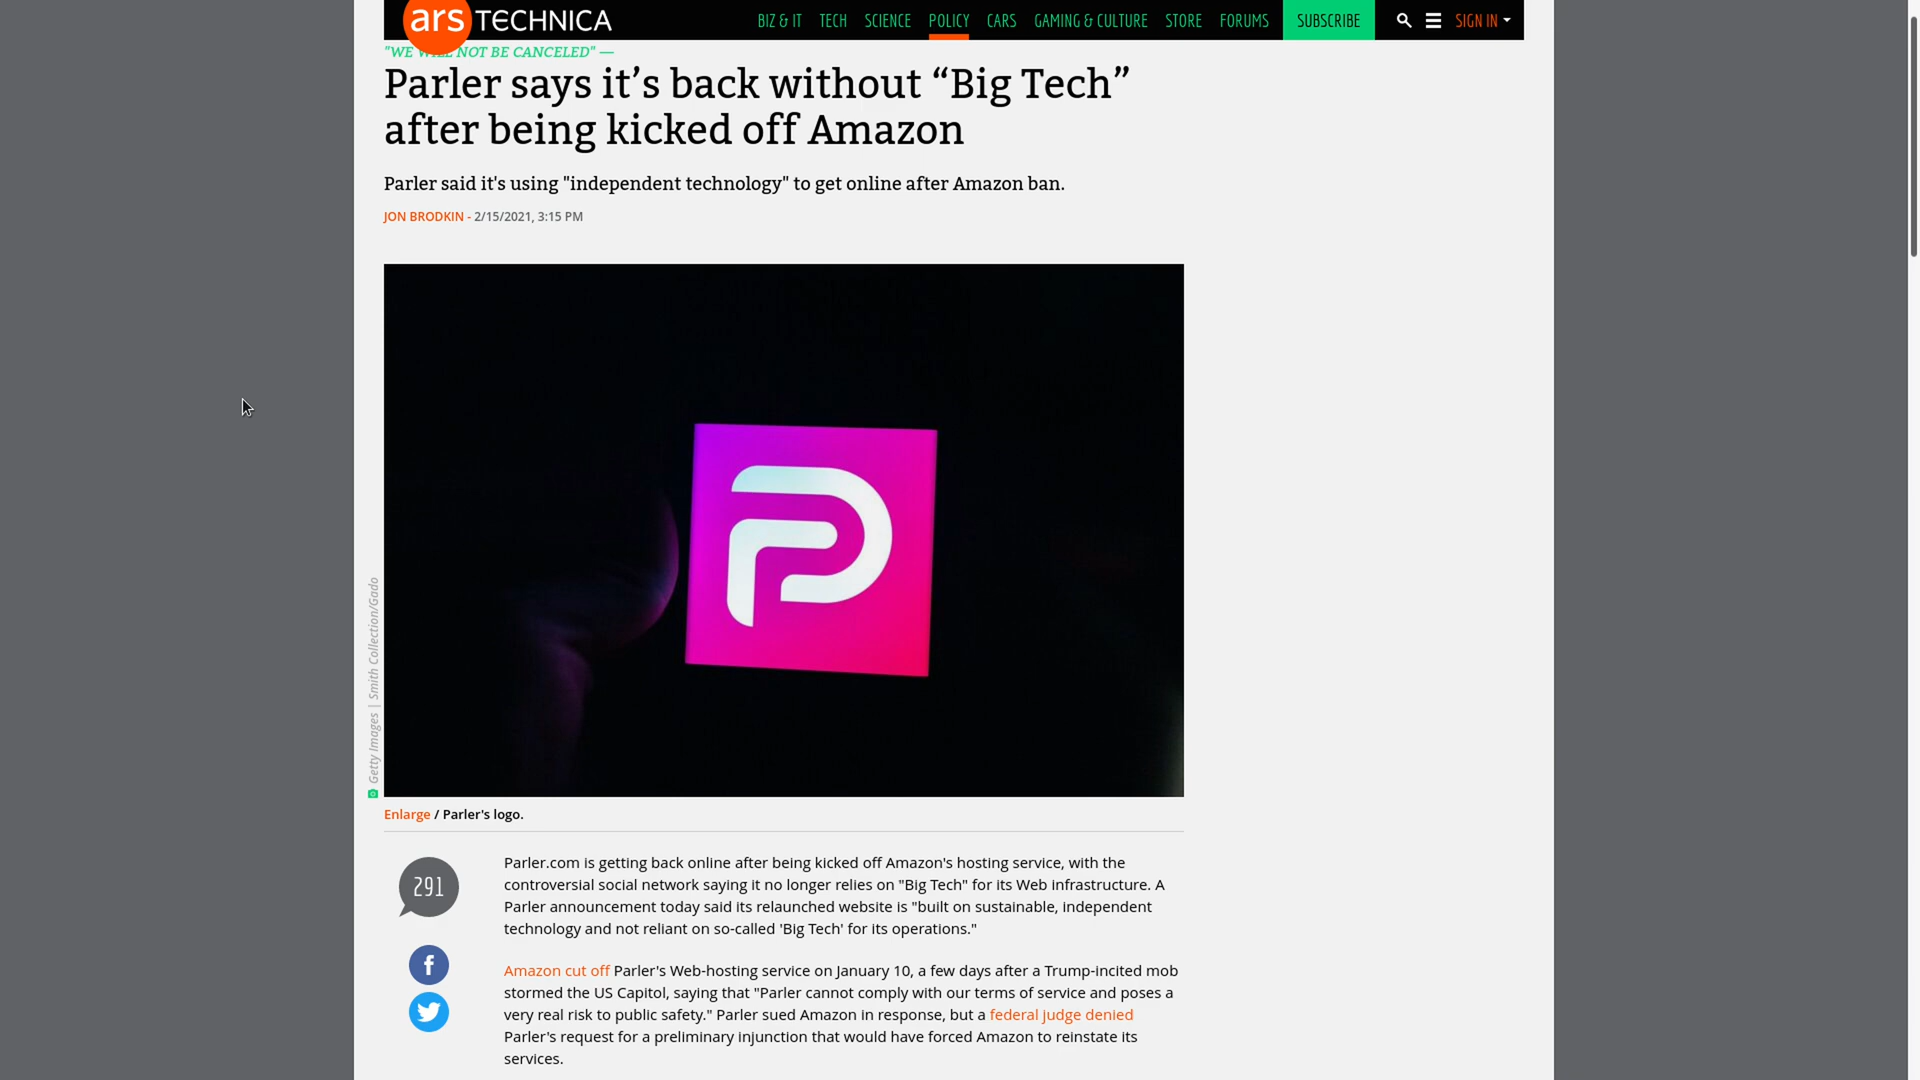 ars TECHNICA
BIZ & IT TECH SCIENCE POLICY CARS GAMING & CULTURE STORE FORUMS SUBSCRIBE SIGN IN
"WE WILL NOT BE CANCELED" —
Parler says it’s back without “Big Tech”
after being kicked off Amazon
Parler said it's using "independent technology" to get online after Amazon ban.
JON BRODKIN - 2/15/2021, 3:15 PM
Getty Images | Smith Collection/Gado
Enlarge / Parler's logo.
291
Parler.com is getting back online after being kicked off Amazon's hosting service, with the
controversial social network saying it no longer relies on "Big Tech" for its Web infrastructure. A
Parler announcement today said its relaunched website is "built on sustainable, independent
technology and not reliant on so-called 'Big Tech' for its operations."
Amazon cut off Parler's Web-hosting service on January 10, a few days after a Trump-incited mob
stormed the US Capitol, saying that "Parler cannot comply with our terms of service and poses a
very real risk to public safety." Parler sued Amazon in response, but a federal judge denied
Parler's request for a preliminary injunction that would have forced Amazon to reinstate its
services.